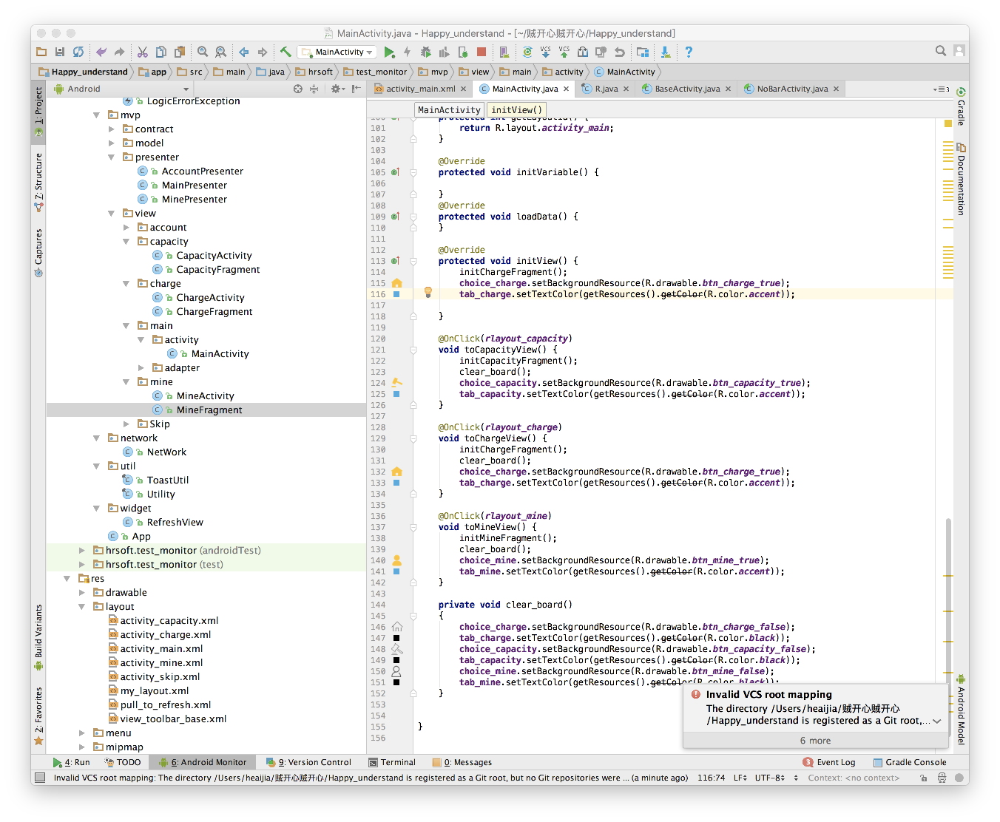 MainActivity.java - Happy_understand - [~/贼开心贼开心/Happy_understand]
MainActivity
VCS VCS
Happy_understand app src main java hrsoft test_monitor mvp view main activity MainActivity
Android
activity_main.xml MainActivity.java R.java BaseActivity.java NoBarActivity.java 3
MainActivity initView()
1: Project
7: Structure
Captures
Build Variants
2: Favorites
LogicErrorException
mvp
contract
model
presenter
AccountPresenter
MainPresenter
MinePresenter
view
account
capacity
CapacityActivity
CapacityFragment
charge
ChargeActivity
ChargeFragment
main
activity
MainActivity
adapter
mine
MineActivity
MineFragment
Skip
network
NetWork
util
ToastUtil
Utility
widget
RefreshView
App
hrsoft.test_monitor (androidTest)
hrsoft.test_monitor (test)
res
drawable
layout
activity_capacity.xml
activity_charge.xml
activity_main.xml
activity_mine.xml
activity_skip.xml
my_layout.xml
pull_to_refresh.xml
view_toolbar_base.xml
menu
mipmap
100 protected int getLayoutId() {
101 return R.layout.activity_main;
102 }
103
104 @Override
105 protected void initVariable() {
106
107 }
108 @Override
109 protected void loadData() {
110 }
111
112 @Override
113 protected void initView() {
114 initChargeFragment();
115 choice_charge.setBackgroundResource(R.drawable.btn_charge_true);
116 tab_charge.setTextColor(getResources().getColor(R.color.accent));
117
118 }
119
120 @OnClick(rlayout_capacity)
121 void toCapacityView() {
122 initCapacityFragment();
123 clear_board();
124 choice_capacity.setBackgroundResource(R.drawable.btn_capacity_true);
125 tab_capacity.setTextColor(getResources().getColor(R.color.accent));
126 }
127
128 @OnClick(rlayout_charge)
129 void toChargeView() {
130 initChargeFragment();
131 clear_board();
132 choice_charge.setBackgroundResource(R.drawable.btn_charge_true);
133 tab_charge.setTextColor(getResources().getColor(R.color.accent));
134 }
135
136 @OnClick(rlayout_mine)
137 void toMineView() {
138 initMineFragment();
139 clear_board();
140 choice_mine.setBackgroundResource(R.drawable.btn_mine_true);
141 tab_mine.setTextColor(getResources().getColor(R.color.accent));
142 }
143
144 private void clear_board()
145 {
146 choice_charge.setBackgroundResource(R.drawable.btn_charge_false);
147 tab_charge.setTextColor(getResources().getColor(R.color.black));
148 choice_capacity.setBackgroundResource(R.drawable.btn_capacity_false);
149 tab_capacity.setTextColor(getResources().getColor(R.color.black));
150 choice_mine.setBackgroundResource(R.drawable.btn_mine_false);
151 tab_mine.setTextColor(getResources().getColor(R.color.black));
152 }
153
154
155 }
156
Gradle
Documentation
Android Model
Invalid VCS root mapping
The directory /Users/heaijia/贼开心贼开心
/Happy_understand is registered as a Git root,...
6 more
4: Run TODO 6: Android Monitor 9: Version Control Terminal 0: Messages 3 Event Log Gradle Console
Invalid VCS root mapping: The directory /Users/heaijia/贼开心贼开心/Happy_understand is registered as a Git root, but no Git repositories were ... (a minute ago) 116:74 LF UTF-8 Context: <no context>